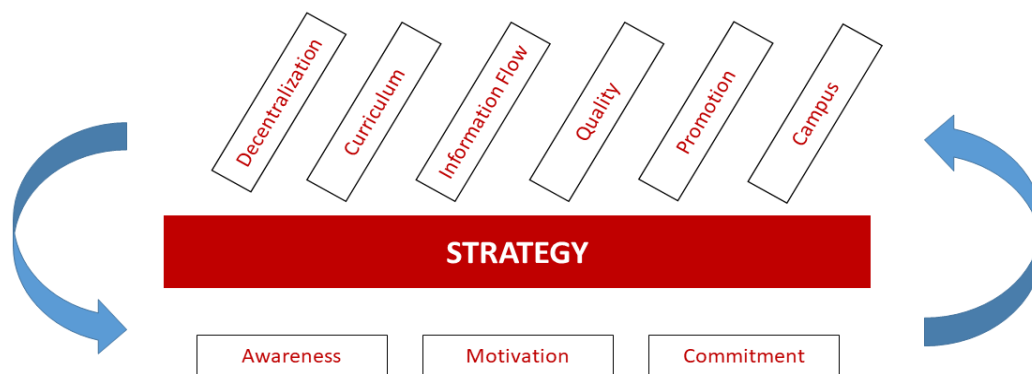 Decentralization
Curriculum
Information Flow
Quality
Promotion
Campus
STRATEGY
Awareness
Motivation
Commitment